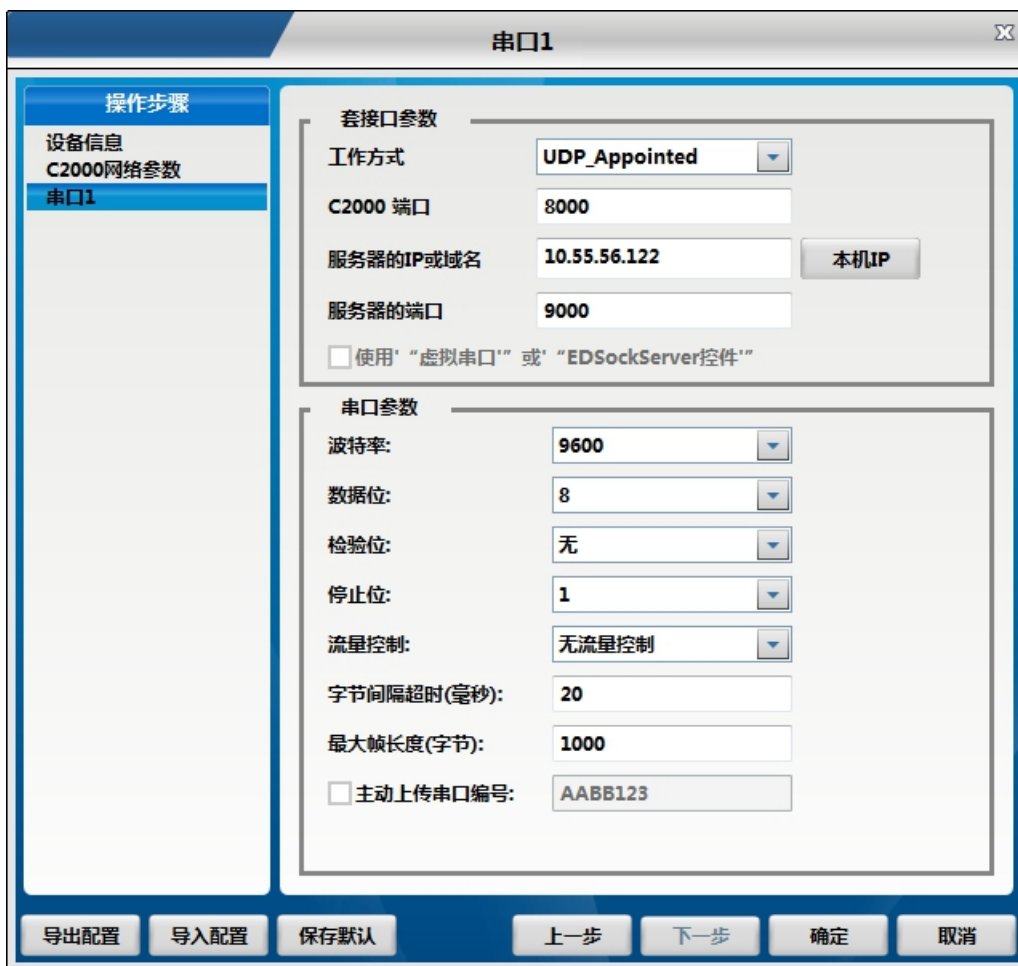 串口1
操作步骤
设备信息
C2000网络参数
串口1
套接口参数
工作方式 UDP_Appointed
C2000 端口 8000
服务器的IP或域名 10.55.56.122 本机IP
服务器的端口 9000
使用' “虚拟串口'” 或' “EDSockServer控件'”
串口参数
波特率: 9600
数据位: 8
检验位: 无
停止位: 1
流量控制: 无流量控制
字节间隔超时(毫秒): 20
最大帧长度(字节): 1000
主动上传串口编号: AABB123
导出配置 导入配置 保存默认 上一步 下一步 确定 取消